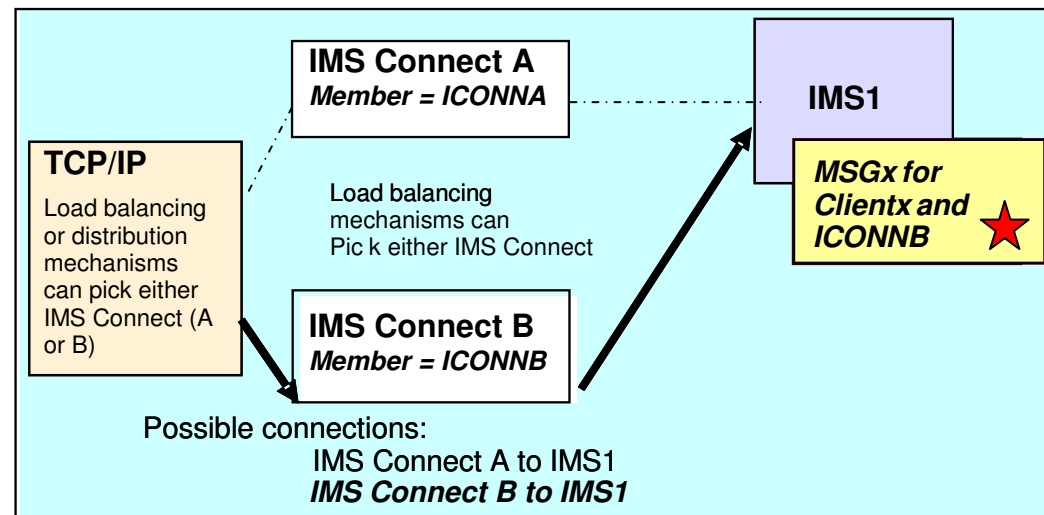 IMS Connect A
Member = ICONNA
IMS1
TCP/IP
Load balancing
or distribution
mechanisms
can pick either
IMS Connect (A
or B)
Load balancing
mechanisms can
Pic k either IMS Connect
MSGx for
Clientx and
ICONNB
IMS Connect B
Member = ICONNB
Possible connections:
IMS Connect A to IMS1
IMS Connect B to IMS1